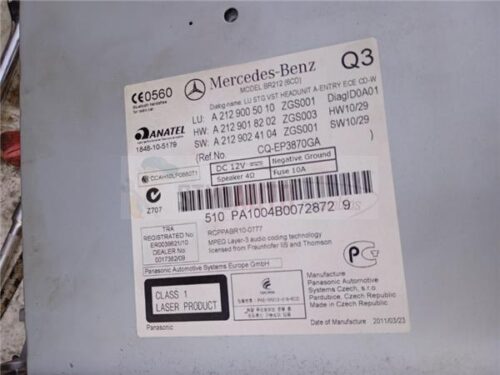 CE0560
Mercedes-Benz
Q3
MODEL BR212 (6CD)
Dialog.name. LU STG VST HEADUNIT A-ENTRY ECE CD-W
LU: A 212 900 50 10 ZGS001 DiagID0A01
HW: A 212 901 82 02 ZGS003 HW10/29
SW: A 212 902 41 04 ZGS001 SW10/29
(Ref.No. CQ-EP3870GA )
ANATEL
1848-10-5179
DC 12V
Negative Ground
Speaker 4Ω
Fuse 10A
Z707
510 PA1004B0072872 9
TRA
REGISTERED No
ER0039821/10
DEALER No
0017362/09
RCPPABR10-0777
MPEG Layer-3 audio coding technology
licensed from Fraunhofer IIS and Thomson
Panasonic Automotive Systems Europe GmbH
CLASS 1
LASER PRODUCT
Panasonic
Manufactured by
Panasonic Automotive
Systems Czech, s.r.o.
Pardubice, Czech Republic
Made in Czech Republic
Date of Manufacture: 2011/03/23